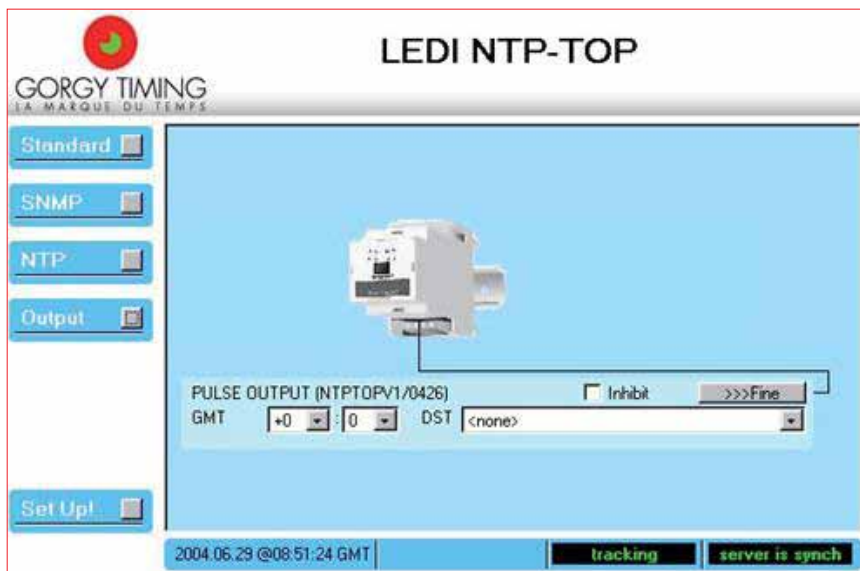 LEDI NTP-TOP
GORGY TIMING
LA MARQUE DU TEMPS
Standard
SNMP
NTP
Output
PULSE OUTPUT (NTPTOPV1/0426)
Inhibit
>>>Fine
GMT
+0
:
0
DST
<none>
Set Up!
2004.06.29 @08:51:24 GMT
tracking
server is synch